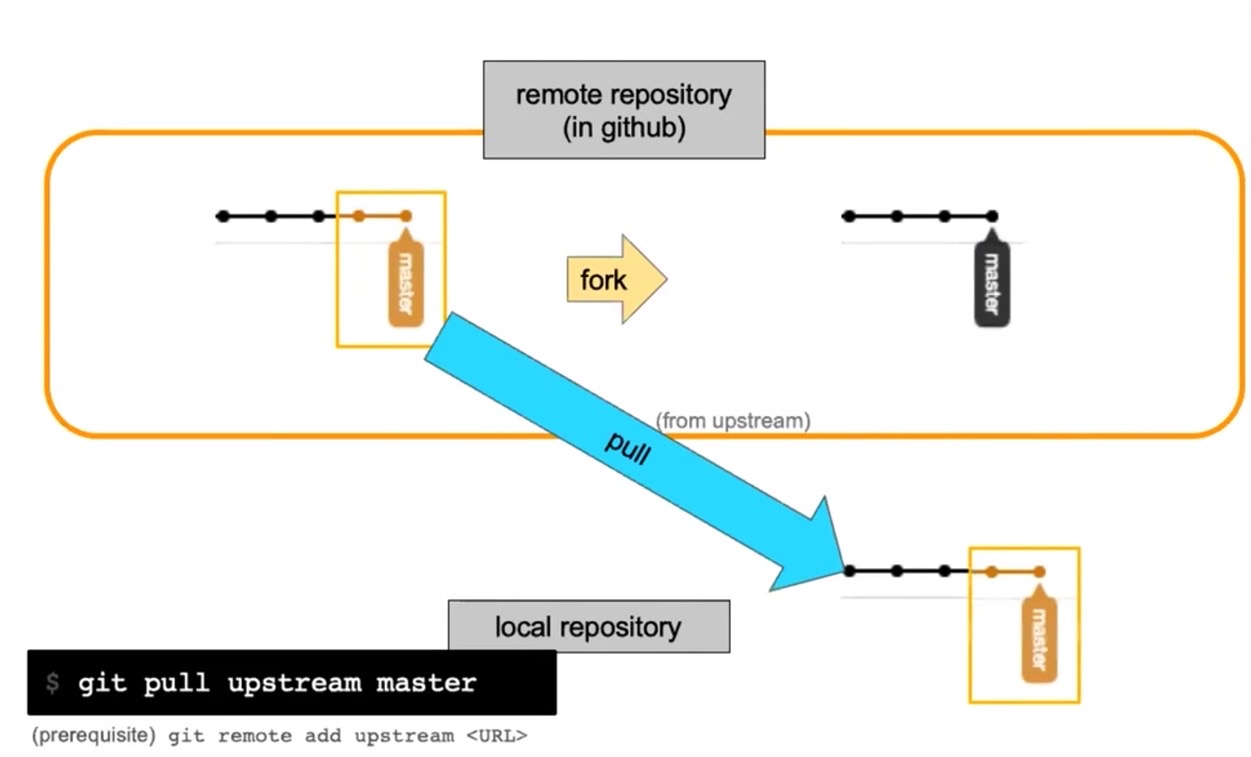 remote repository
(in github)
master
fork
master
(from upstream)
pull
local repository
master
$ git pull upstream master
(prerequisite) git remote add upstream <URL>